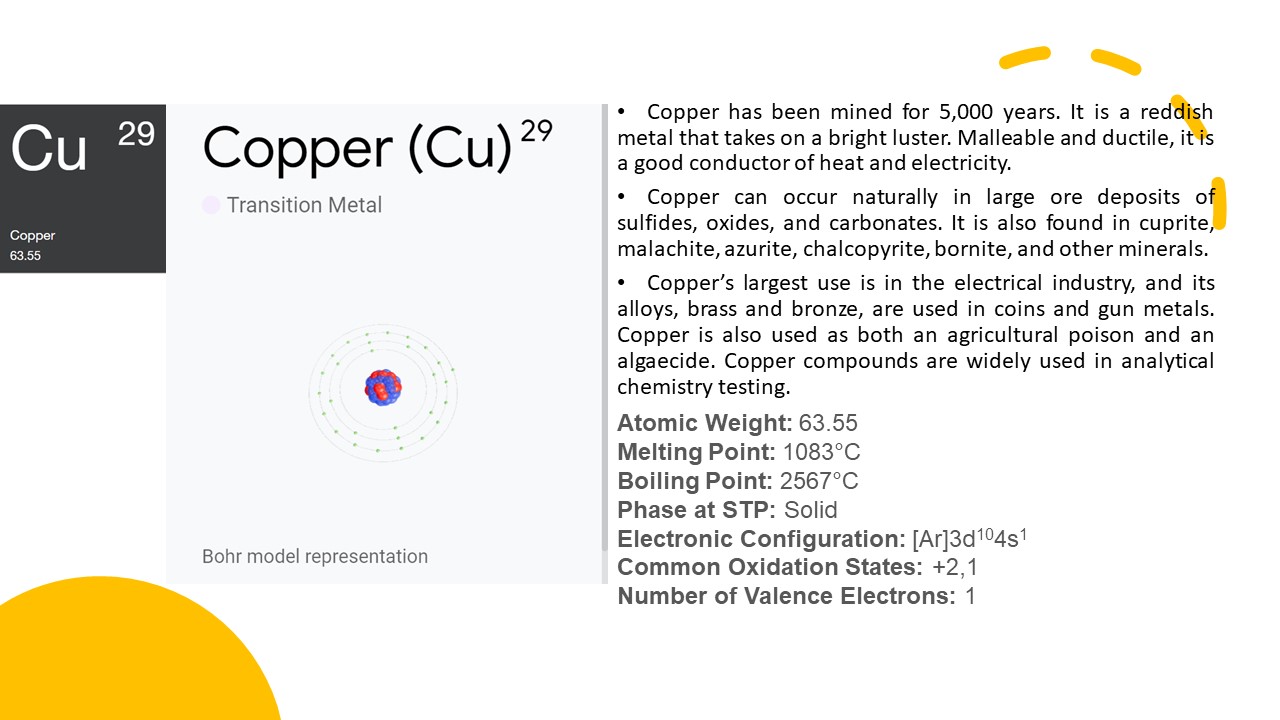 Cu 29
Copper
63.55
Copper (Cu)²⁹
Transition Metal
Bohr model representation
• Copper has been mined for 5,000 years. It is a reddish
metal that takes on a bright luster. Malleable and ductile, it is
a good conductor of heat and electricity.
• Copper can occur naturally in large ore deposits of
sulfides, oxides, and carbonates. It is also found in cuprite,
malachite, azurite, chalcopyrite, bornite, and other minerals.
• Copper’s largest use is in the electrical industry, and its
alloys, brass and bronze, are used in coins and gun metals.
Copper is also used as both an agricultural poison and an
algaecide. Copper compounds are widely used in analytical
chemistry testing.
Atomic Weight: 63.55
Melting Point: 1083°C
Boiling Point: 2567°C
Phase at STP: Solid
Electronic Configuration: [Ar]3d¹⁰4s¹
Common Oxidation States: +2,1
Number of Valence Electrons: 1